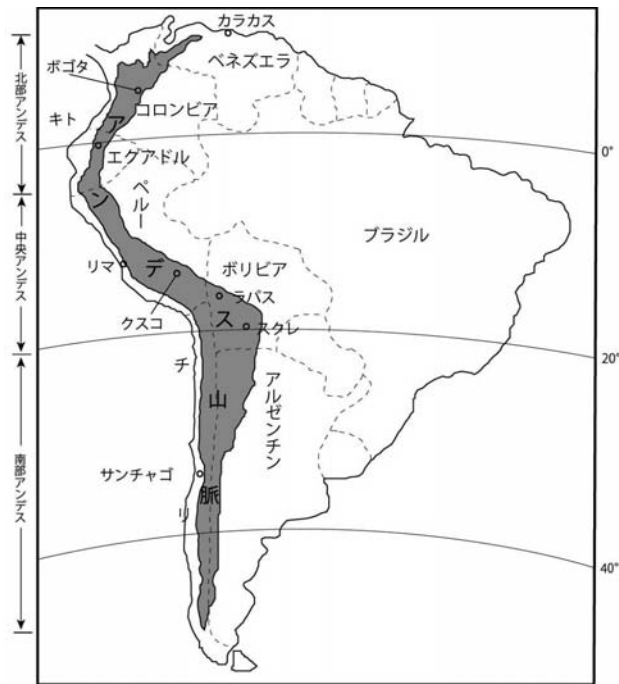 カラカス
ベネズエラ
ボゴタ
コロンビア
キト
エグアドル
0°
北部アンデス
アンデス山脈
ペルー
ブラジル
中央アンデス
リマ
ボリビア
ラパス
クスコ
スクレ
20°
チリ
アルゼンチン
サンチャゴ
南部アンデス
40°